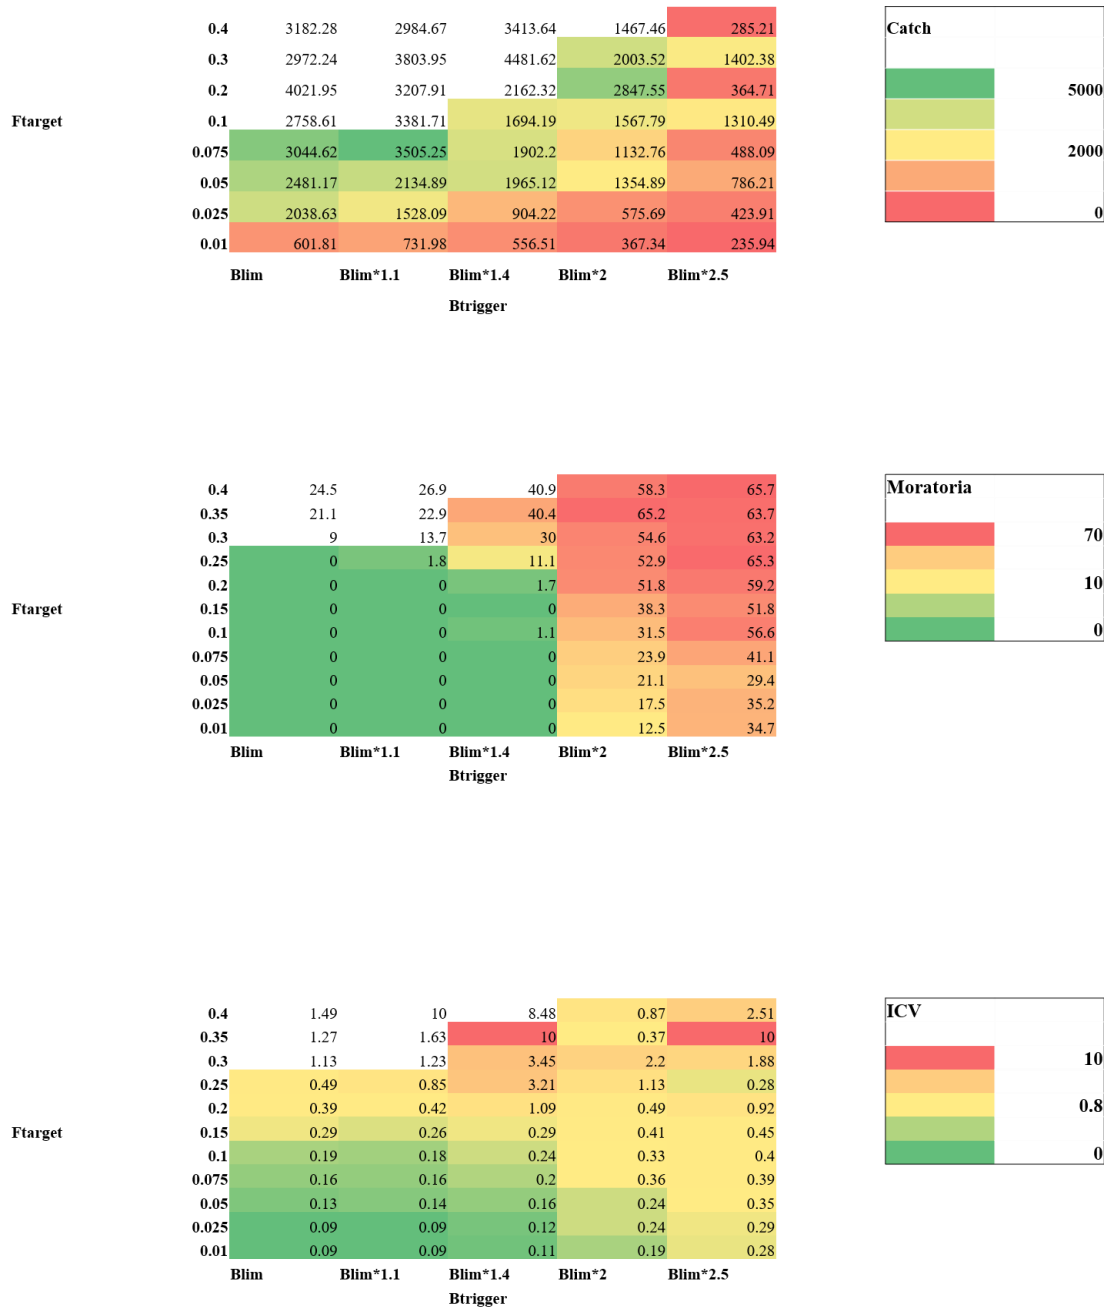 0.4 3182.28 2984.67 3413.64 1467.46 285.21 Catch
0.3 2972.24 3803.95 4481.62 2003.52 1402.38
0.2 4021.95 3207.91 2162.32 2847.55 364.71 5000
Ftarget 0.1 2758.61 3381.71 1694.19 1567.79 1310.49
0.075 3044.62 3505.25 1902.2 1132.76 488.09 2000
0.05 2481.17 2134.89 1965.12 1354.89 786.21
0.025 2038.63 1528.09 904.22 575.69 423.91 0
0.01 601.81 731.98 556.51 367.34 235.94
Blim Blim*1.1 Blim*1.4 Blim*2 Blim*2.5
Btrigger
0.4 24.5 26.9 40.9 58.3 65.7 Moratoria
0.35 21.1 22.9 40.4 65.2 63.7
0.3 9 13.7 30 54.6 63.2 70
0.25 0 1.8 11.1 52.9 65.3
0.2 0 0 1.7 51.8 59.2 10
Ftarget 0.15 0 0 0 38.3 51.8
0.1 0 0 1.1 31.5 56.6 0
0.075 0 0 0 23.9 41.1
0.05 0 0 0 21.1 29.4
0.025 0 0 0 17.5 35.2
0.01 0 0 0 12.5 34.7
Blim Blim*1.1 Blim*1.4 Blim*2 Blim*2.5
Btrigger
0.4 1.49 10 8.48 0.87 2.51 ICV
0.35 1.27 1.63 10 0.37 10
0.3 1.13 1.23 3.45 2.2 1.88 10
0.25 0.49 0.85 3.21 1.13 0.28
0.2 0.39 0.42 1.09 0.49 0.92 0.8
Ftarget 0.15 0.29 0.26 0.29 0.41 0.45
0.1 0.19 0.18 0.24 0.33 0.4 0
0.075 0.16 0.16 0.2 0.36 0.39
0.05 0.13 0.14 0.16 0.24 0.35
0.025 0.09 0.09 0.12 0.24 0.29
0.01 0.09 0.09 0.11 0.19 0.28
Blim Blim*1.1 Blim*1.4 Blim*2 Blim*2.5
Btrigger